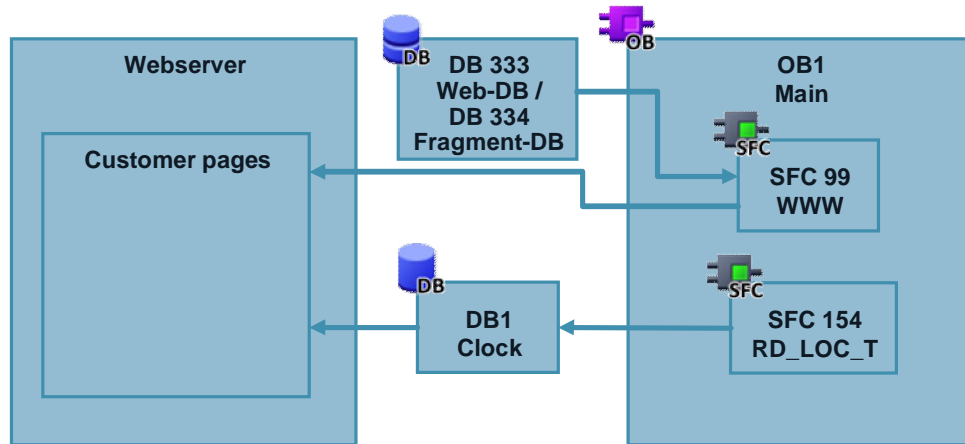 Webserver
Customer pages
DB
DB 333
Web-DB /
DB 334
Fragment-DB
OB
OB1
Main
SFC
SFC 99
WWW
DB
DB1
Clock
SFC
SFC 154
RD_LOC_T